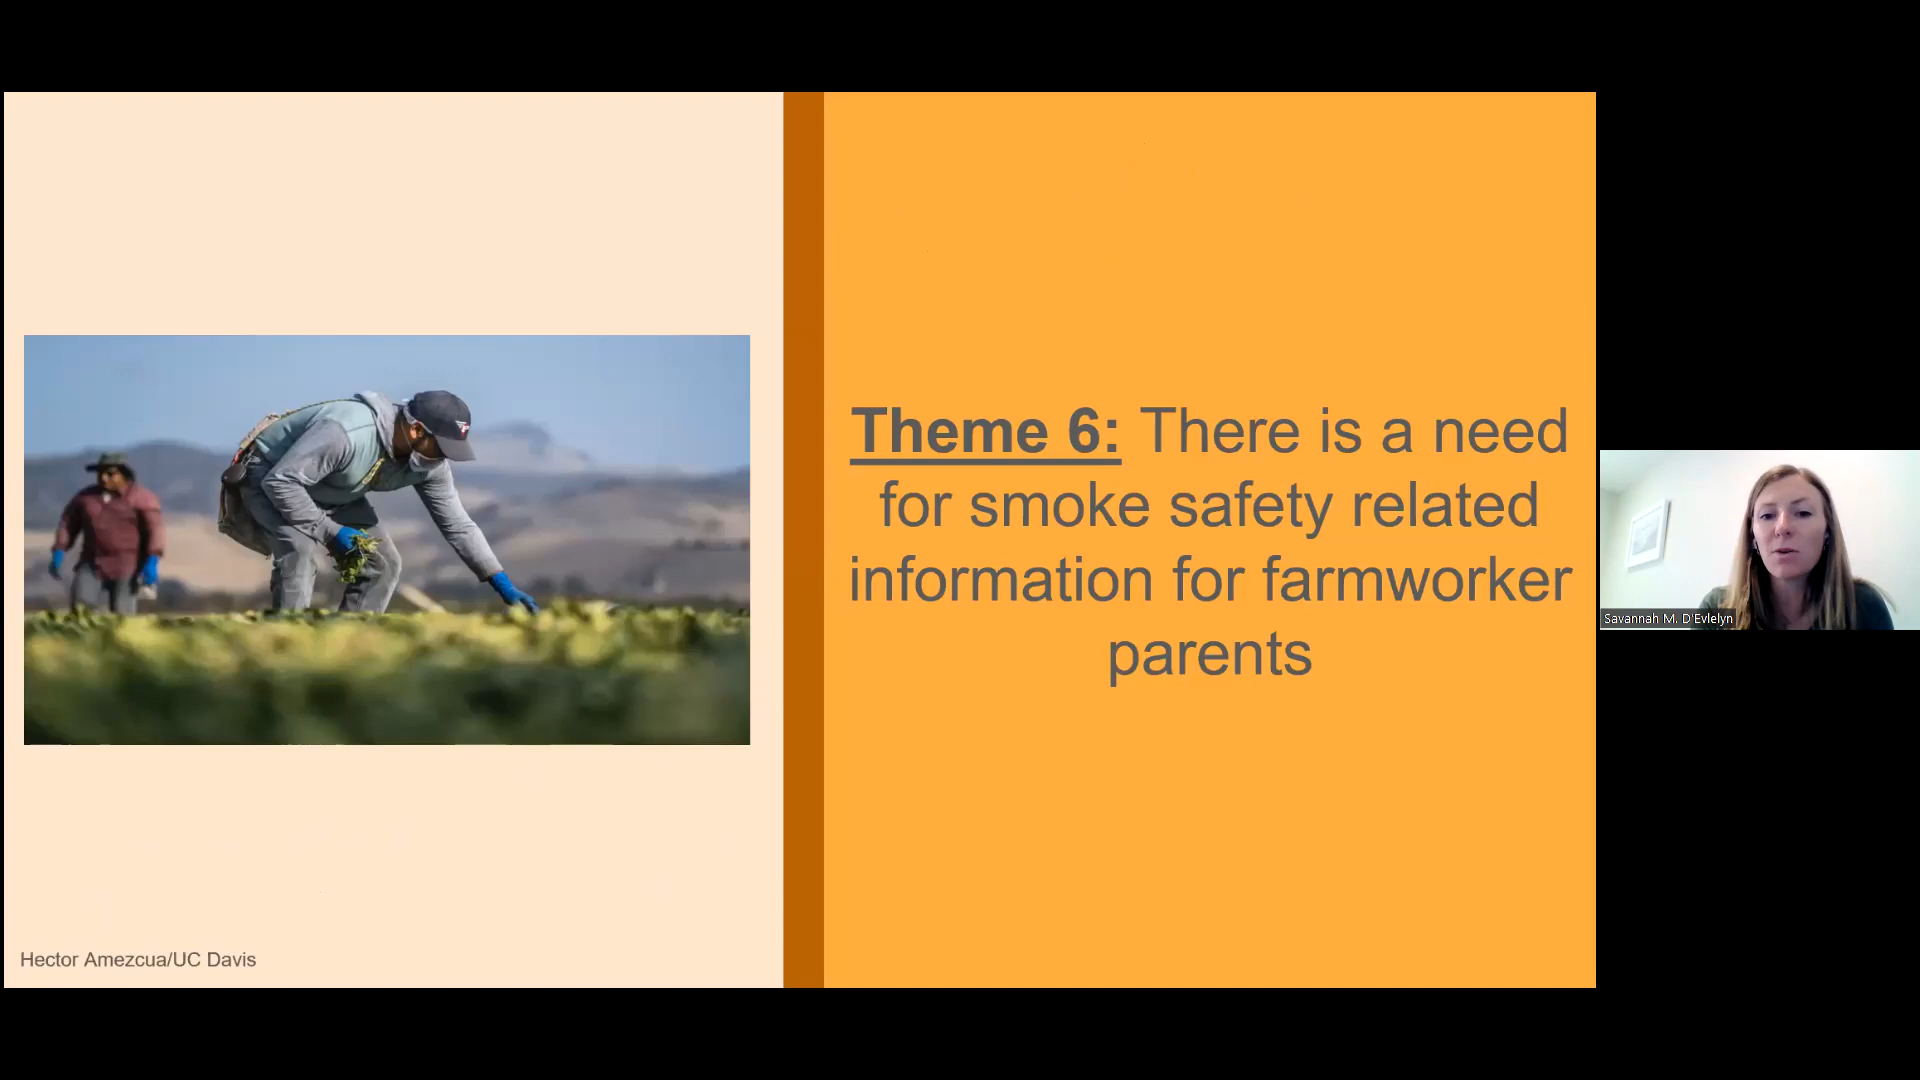 Theme 6: There is a need
for smoke safety related
information for farmworker
parents
Hector Amezcua/UC Davis
Savannah M. D'Evlelyn